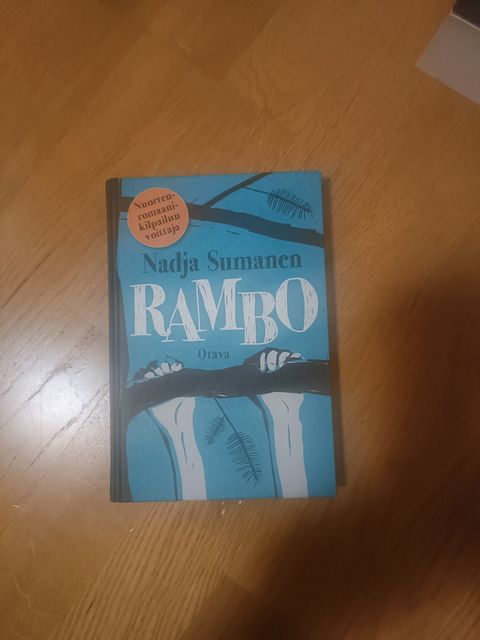 Nuorten-
romaani-
kilpailun
voittaja
Nadja Sumanen
RAMBO
Otava